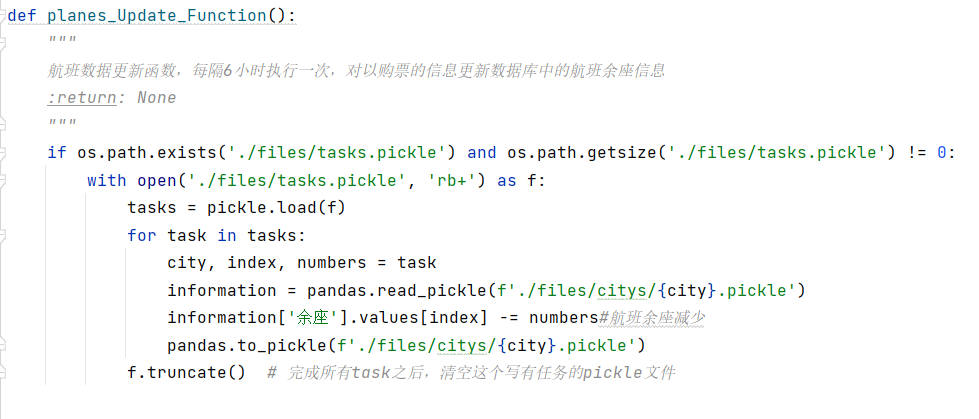 def planes_Update_Function():
    """
    航班数据更新函数，每隔6小时执行一次，对以购票的信息更新数据库中的航班余座信息
    :return: None
    """
    if os.path.exists('./files/tasks.pickle') and os.path.getsize('./files/tasks.pickle') != 0:
        with open('./files/tasks.pickle', 'rb+') as f:
            tasks = pickle.load(f)
            for task in tasks:
                city, index, numbers = task
                information = pandas.read_pickle(f'./files/citys/{city}.pickle')
                information['余座'].values[index] -= numbers#航班余座减少
                pandas.to_pickle(f'./files/citys/{city}.pickle')
            f.truncate()  # 完成所有task之后，清空这个写有任务的pickle文件